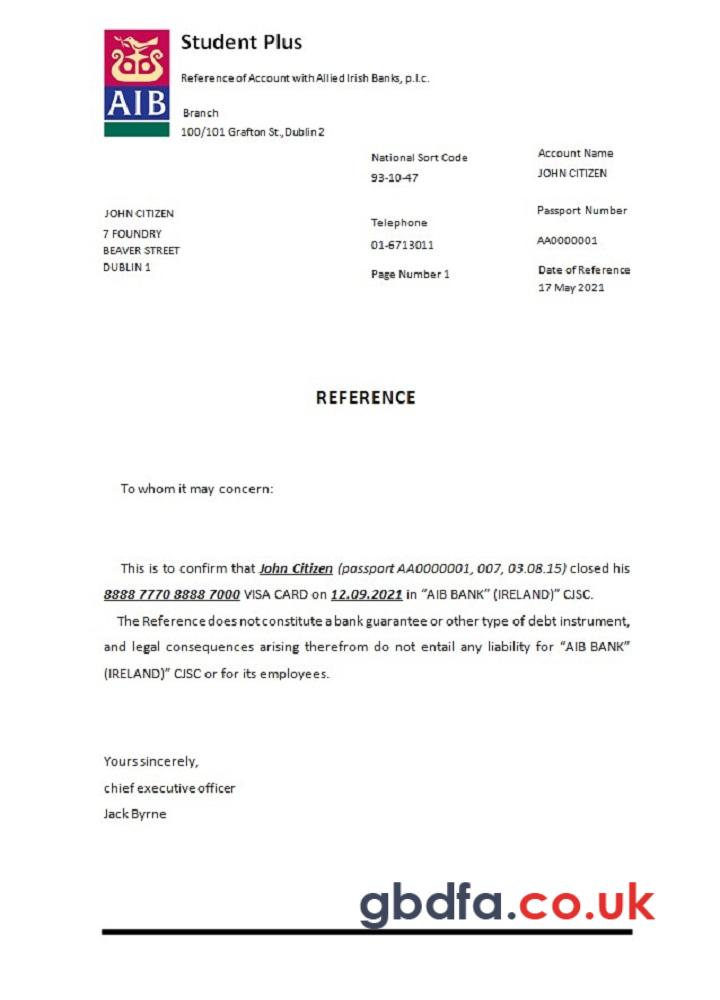 AIB
Student Plus
Reference of Account with Allied Irish Banks, p.l.c.
Branch
100/101 Grafton St., Dublin 2
National Sort Code
93-10-47
Account Name
JOHN CITIZEN
JOHN CITIZEN
7 FOUNDRY
BEAVER STREET
DUBLIN 1
Telephone
01-6713011
Page Number 1
Passport Number
AA0000001
Date of Reference
17 May 2021
REFERENCE
To whom it may concern:
This is to confirm that John Citizen (passport AA0000001, 007, 03.08.15) closed his
8888 7770 8888 7000 VISA CARD on 12.09.2021 in “AIB BANK” (IRELAND)” CJSC.
The Reference does not constitute a bank guarantee or other type of debt instrument,
and legal consequences arising therefrom do not entail any liability for “AIB BANK”
(IRELAND)” CJSC or for its employees.
Yours sincerely,
chief executive officer
Jack Byrne
gbdfa.co.uk